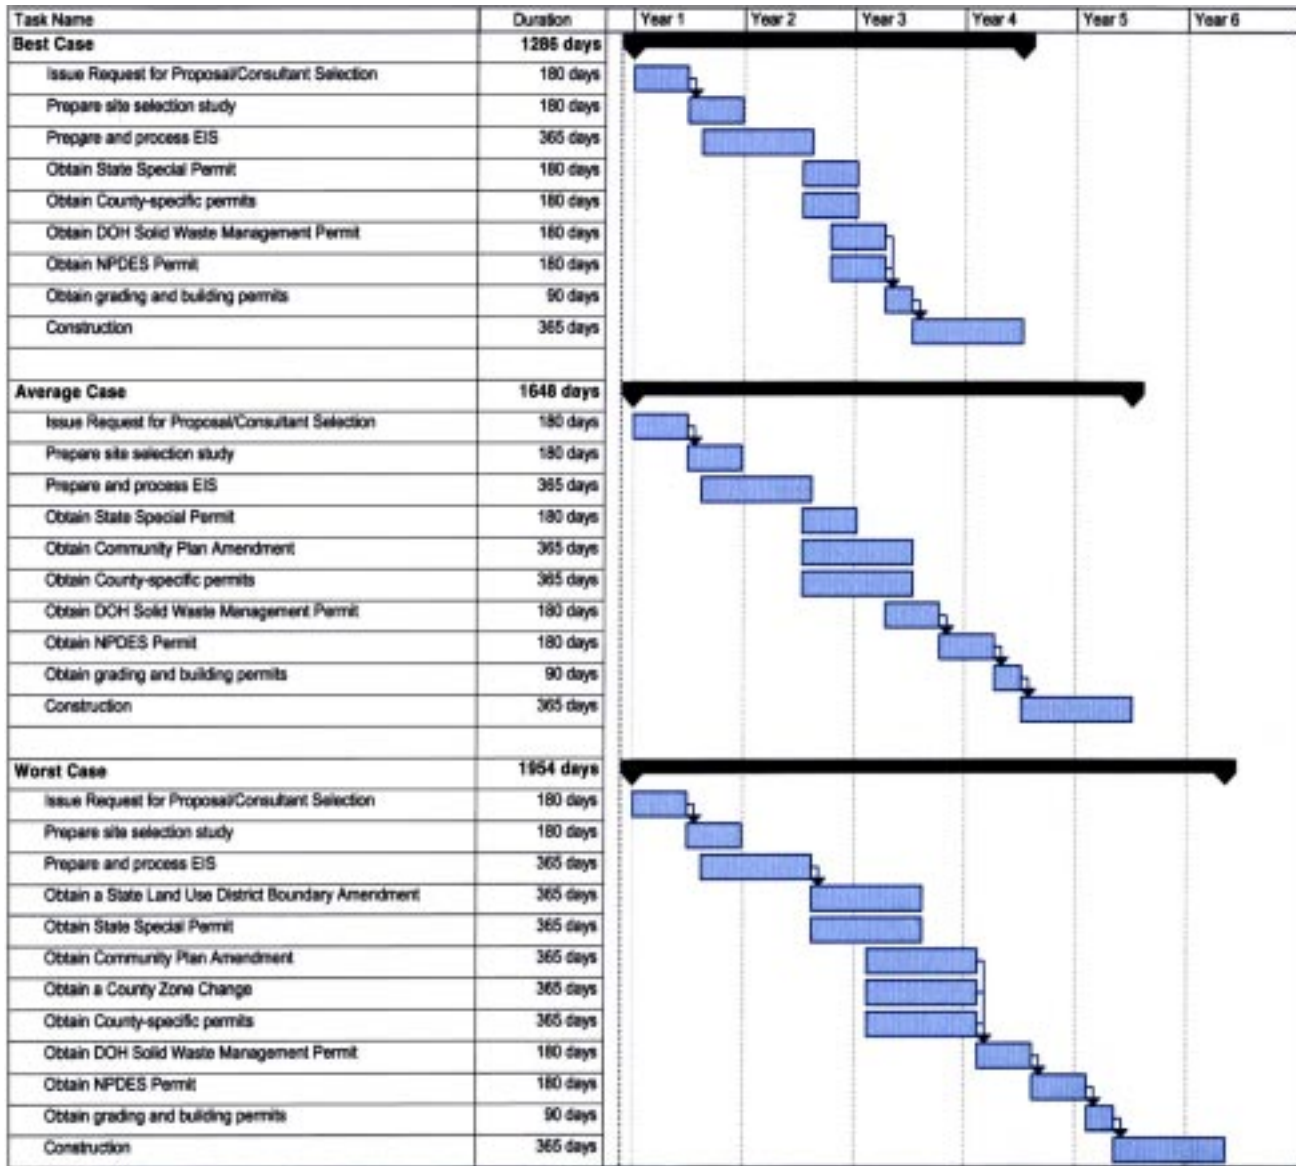 Task Name Duration Year 1 Year 2 Year 3 Year 4 Year 5 Year 6
Best Case 1286 days
Issue Request for Proposal/Consultant Selection 180 days
Prepare site selection study 180 days
Prepare and process EIS 365 days
Obtain State Special Permit 180 days
Obtain County-specific permits 180 days
Obtain DOH Solid Waste Management Permit 180 days
Obtain NPDES Permit 180 days
Obtain grading and building permits 90 days
Construction 365 days
Average Case 1648 days
Issue Request for Proposal/Consultant Selection 180 days
Prepare site selection study 180 days
Prepare and process EIS 365 days
Obtain State Special Permit 180 days
Obtain Community Plan Amendment 365 days
Obtain County-specific permits 365 days
Obtain DOH Solid Waste Management Permit 180 days
Obtain NPDES Permit 180 days
Obtain grading and building permits 90 days
Construction 365 days
Worst Case 1954 days
Issue Request for Proposal/Consultant Selection 180 days
Prepare site selection study 180 days
Prepare and process EIS 365 days
Obtain a State Land Use District Boundary Amendment 365 days
Obtain State Special Permit 365 days
Obtain Community Plan Amendment 365 days
Obtain a County Zone Change 365 days
Obtain County-specific permits 365 days
Obtain DOH Solid Waste Management Permit 180 days
Obtain NPDES Permit 180 days
Obtain grading and building permits 90 days
Construction 365 days